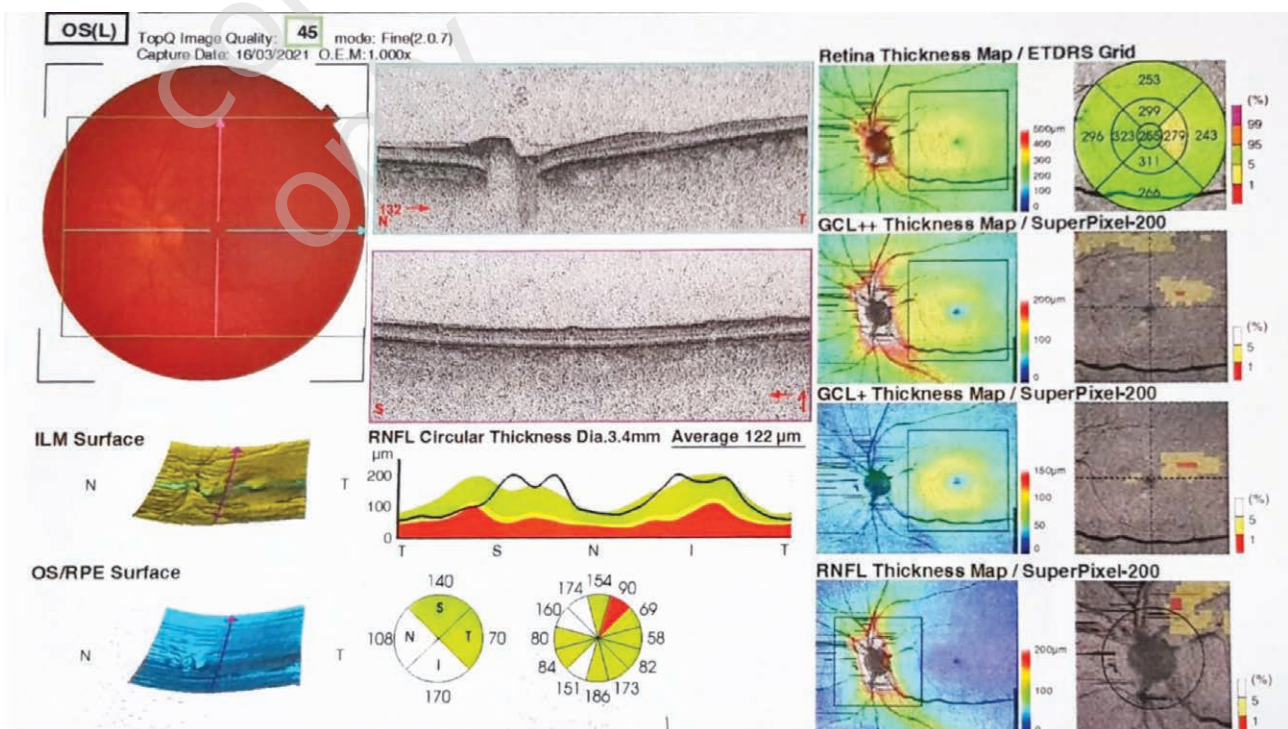 OS(L)
TopQ Image Quality: 45 mode: Fine(2.0.7)
Capture Date: 16/03/2021 O.E.M:1.000x
132
N
T
S
I
Retina Thickness Map / ETDRS Grid
500μm
400
300
200
100
0
253
299
296 323 255 279 243
311
266
(%)
99
95
5
1
GCL++ Thickness Map / SuperPixel-200
200μm
100
0
(%)
5
1
GCL+ Thickness Map / SuperPixel-200
150μm
100
50
0
(%)
5
1
RNFL Thickness Map / SuperPixel-200
200μm
100
0
(%)
5
1
ILM Surface
N
T
OS/RPE Surface
N
T
RNFL Circular Thickness Dia.3.4mm Average 122 μm
μm
200
100
0
T S N I T
140
S
108 N T 70
I
170
174 154 90
160 69
80 58
84 82
151 186 173